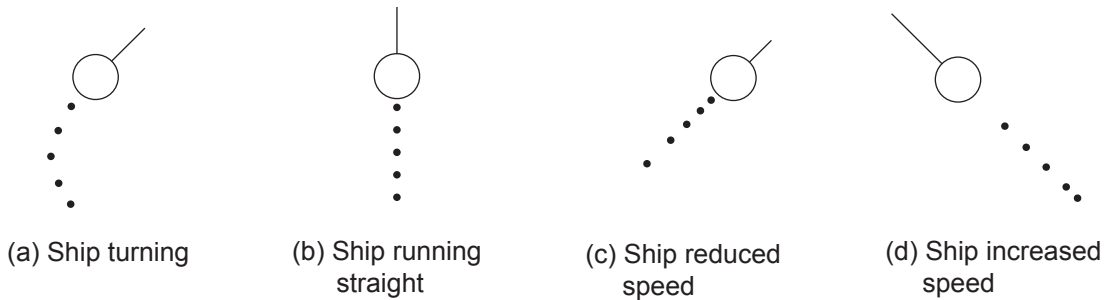 (a) Ship turning
(b) Ship running
straight
(c) Ship reduced
speed
(d) Ship increased
speed